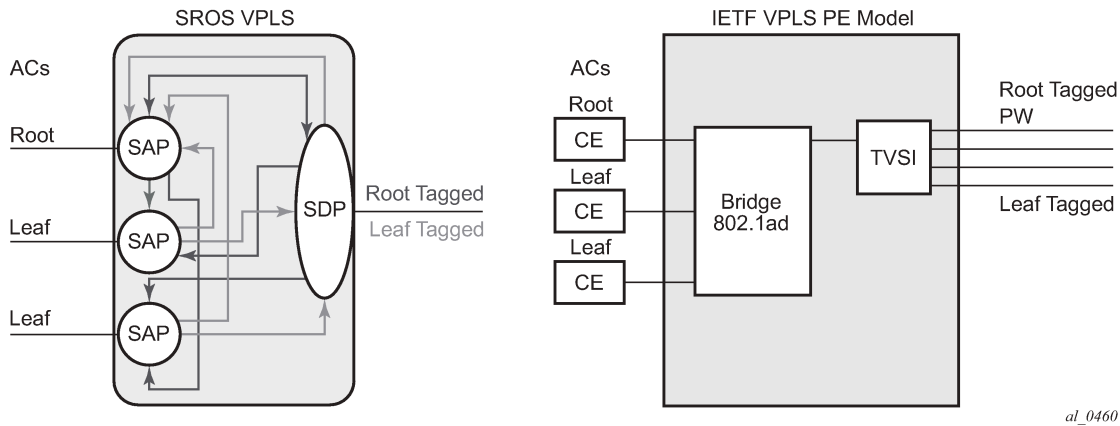 SROS VPLS
ACs
Root
SAP
Leaf
SAP
Leaf
SAP
SDP
Root Tagged
Leaf Tagged
IETF VPLS PE Model
ACs
Root
CE
Leaf
CE
Leaf
CE
Bridge
802.1ad
TVSI
Root Tagged
PW
Leaf Tagged
al_0460